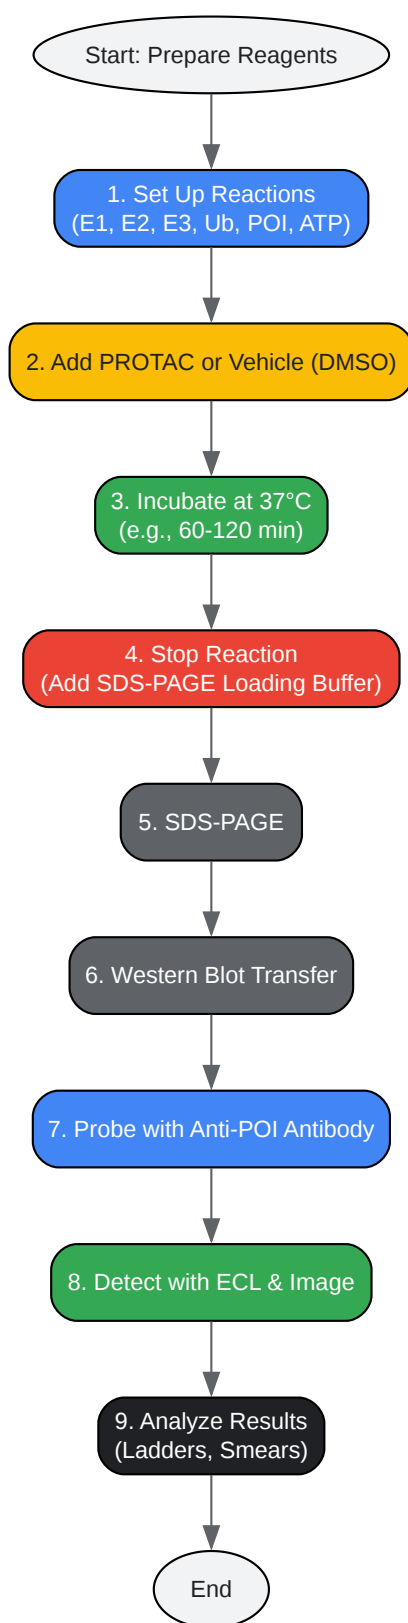 Start: Prepare Reagents
1. Set Up Reactions
(E1, E2, E3, Ub, POI, ATP)
2. Add PROTAC or Vehicle (DMSO)
3. Incubate at 37°C
(e.g., 60-120 min)
4. Stop Reaction
(Add SDS-PAGE Loading Buffer)
5. SDS-PAGE
6. Western Blot Transfer
7. Probe with Anti-POI Antibody
8. Detect with ECL & Image
9. Analyze Results
(Ladders, Smears)
End